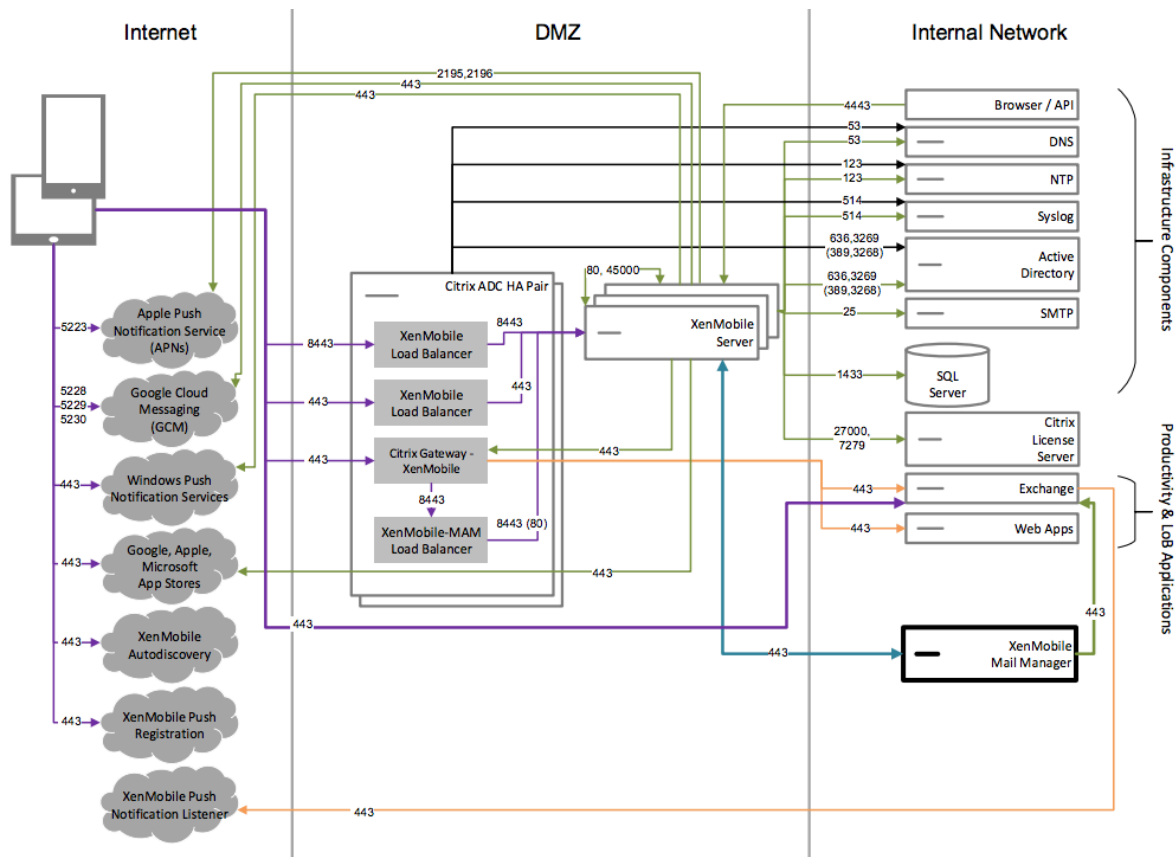 Internet
DMZ
Internal Network
2195,2196
443
443
4443
Browser / API
53
DNS
53
123
NTP
123
514
Syslog
514
636,3269
(389,3268)
Active
Directory
636,3269
(389,3268)
25
SMTP
1433
SQL
Server
27000,
7279
Citrix
License
Server
443
Exchange
443
Web Apps
443
XenMobile
Mail Manager
Infrastructure Components
Productivity & LoB Applications
80, 45000
XenMobile
Server
Citrix ADC HA Pair
8443
XenMobile
Load Balancer
8443
443
XenMobile
Load Balancer
443
443
Citrix Gateway -
XenMobile
8443
XenMobile-MAM
Load Balancer
8443 (80)
443
443
443
5223
Apple Push
Notification Service
(APNs)
5228
5229
5230
Google Cloud
Messaging
(GCM)
443
Windows Push
Notification Services
443
Google, Apple,
Microsoft
App Stores
443
XenMobile
Autodiscovery
443
XenMobile Push
Registration
XenMobile Push
Notification Listener
443